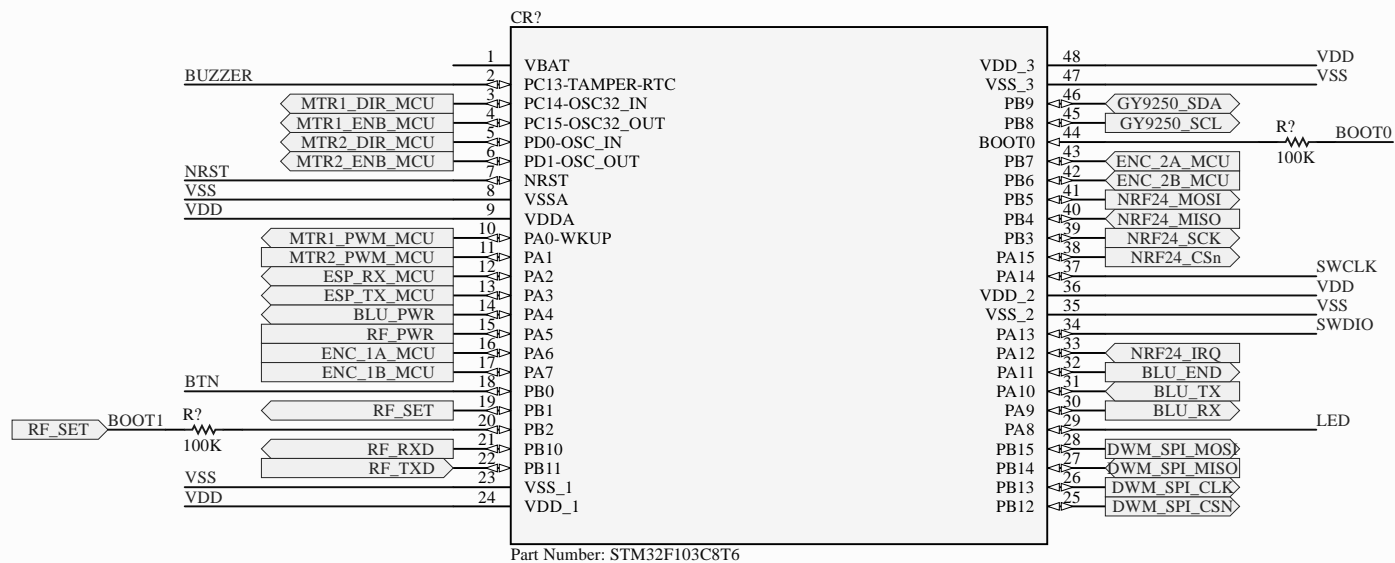 CR?
1 VBAT
BUZZER 2 PC13-TAMPER-RTC
MTR1_DIR_MCU 3 PC14-OSC32_IN
MTR1_ENB_MCU 4 PC15-OSC32_OUT
MTR2_DIR_MCU 5 PD0-OSC_IN
MTR2_ENB_MCU 6 PD1-OSC_OUT
NRST 7 NRST
VSS 8 VSSA
VDD 9 VDDA
MTR1_PWM_MCU 10 PA0-WKUP
MTR2_PWM_MCU 11 PA1
ESP_RX_MCU 12 PA2
ESP_TX_MCU 13 PA3
BLU_PWR 14 PA4
RF_PWR 15 PA5
ENC_1A_MCU 16 PA6
ENC_1B_MCU 17 PA7
BTN 18 PB0
RF_SET 19 PB1
RF_SET BOOT1 R? 100K 20 PB2
RF_RXD 21 PB10
RF_TXD 22 PB11
VSS 23 VSS_1
VDD 24 VDD_1
VDD_3 48 VDD
VSS_3 47 VSS
PB9 46 GY9250_SDA
PB8 45 GY9250_SCL
BOOT0 44 R? 100K BOOT0
PB7 43 ENC_2A_MCU
PB6 42 ENC_2B_MCU
PB5 41 NRF24_MOSI
PB4 40 NRF24_MISO
PB3 39 NRF24_SCK
PA15 38 NRF24_CSn
PA14 37 SWCLK
VDD_2 36 VDD
VSS_2 35 VSS
PA13 34 SWDIO
PA12 33 NRF24_IRQ
PA11 32 BLU_END
PA10 31 BLU_TX
PA9 30 BLU_RX
PA8 29 LED
PB15 28 DWM_SPI_MOSI
PB14 27 DWM_SPI_MISO
PB13 26 DWM_SPI_CLK
PB12 25 DWM_SPI_CSN
Part Number: STM32F103C8T6